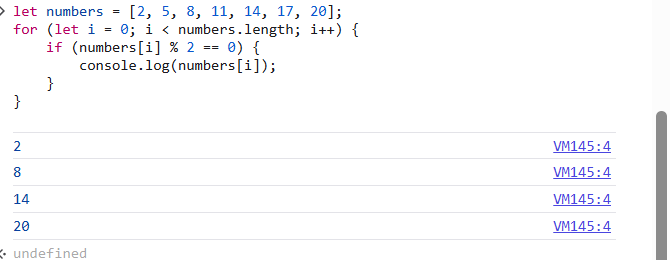 let numbers = [2, 5, 8, 11, 14, 17, 20];
for (let i = 0; i < numbers.length; i++) {
    if (numbers[i] % 2 == 0) {
        console.log(numbers[i]);
    }
}
2 VM145:4
8 VM145:4
14 VM145:4
20 VM145:4
undefined